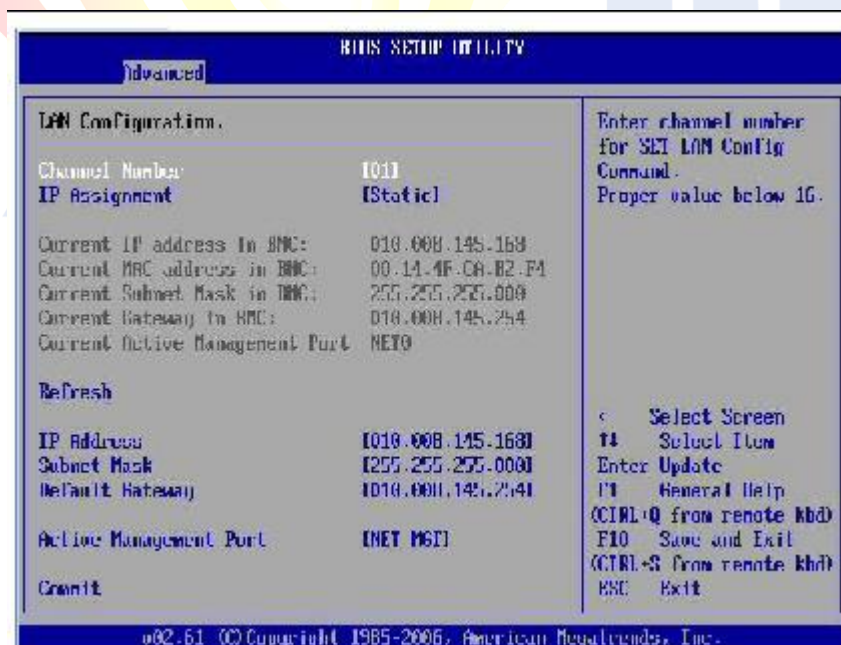 BIOS SETUP UTILITY
Advanced
LAN Configuration.
Channel Number [01]
IP Assignment [Static]
Current IP address in BMC: 010.008.145.168
Current MAC address in BMC: 00.14.4F.CA.B2.F4
Current Subnet Mask in BMC: 255.255.255.000
Current Gateway in BMC: 010.008.145.254
Current Active Management Port NET0
Refresh
IP Address [010.008.145.168]
Subnet Mask [255.255.255.000]
Default Gateway [010.008.145.254]
Active Management Port [NET MGT]
Commit
Enter channel number
for SET LAN Config
Command.
Proper value below 16.
< Select Screen
↑↓ Select Item
Enter Update
F1 General Help
(CTRL+Q from remote kbd)
F10 Save and Exit
(CTRL+S from remote kbd)
ESC Exit
v02.61 (C)Copyright 1985-2006, American Megatrends, Inc.